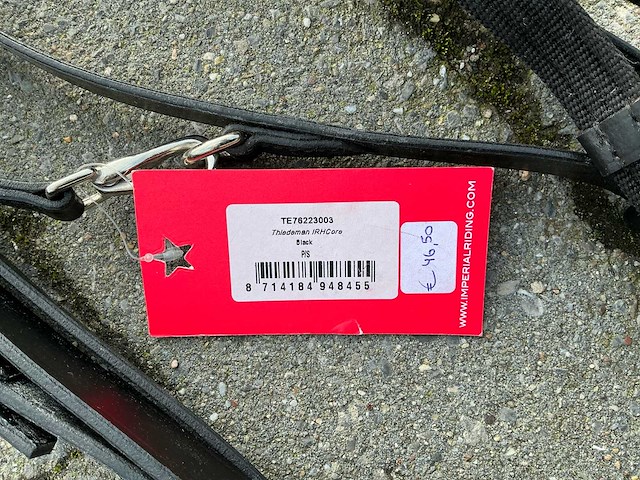 TE76223003
Thiedeman IRHCore
Black
P/S
8 714184 948455
€ 46,50
WWW.IMPERIALRIDING.COM